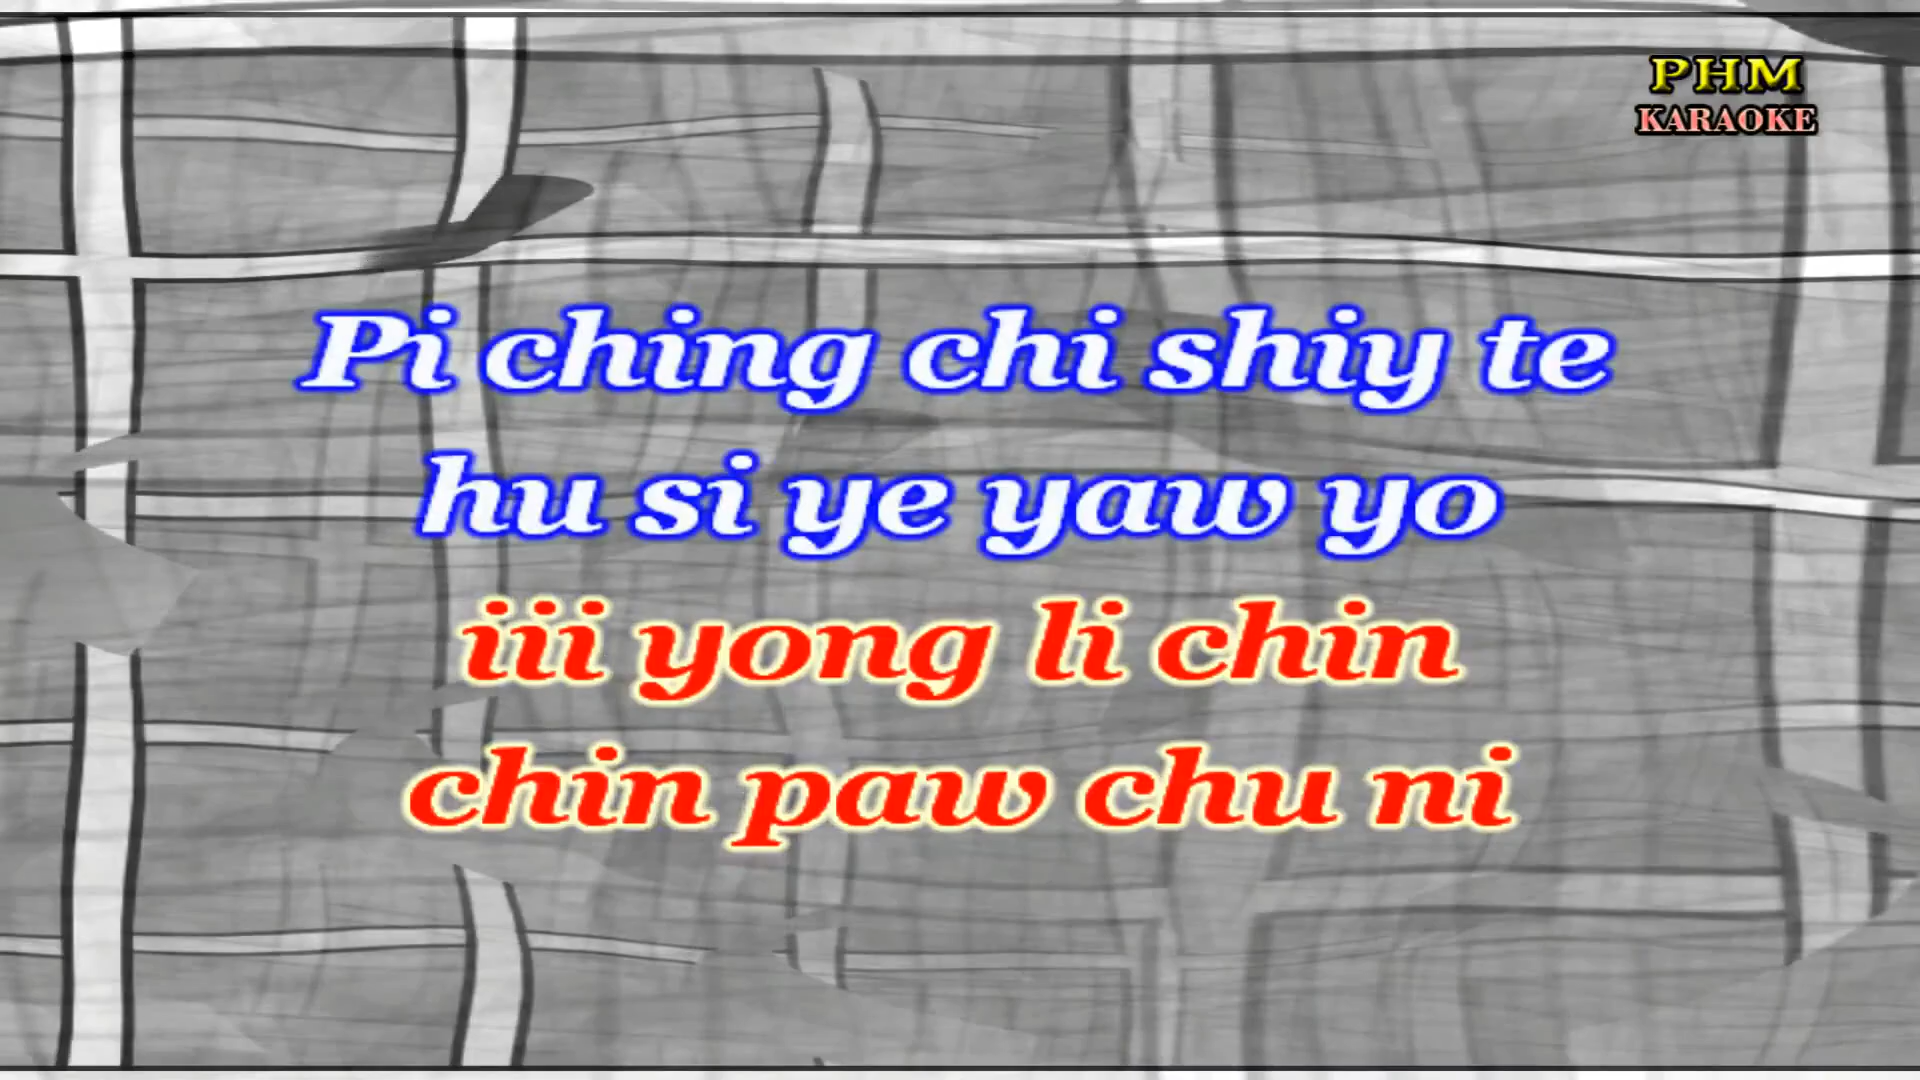 PHM
KARAOKE
Pi ching chi shiy te
hu si ye yaw yo
iii yong li chin
chin paw chu ni